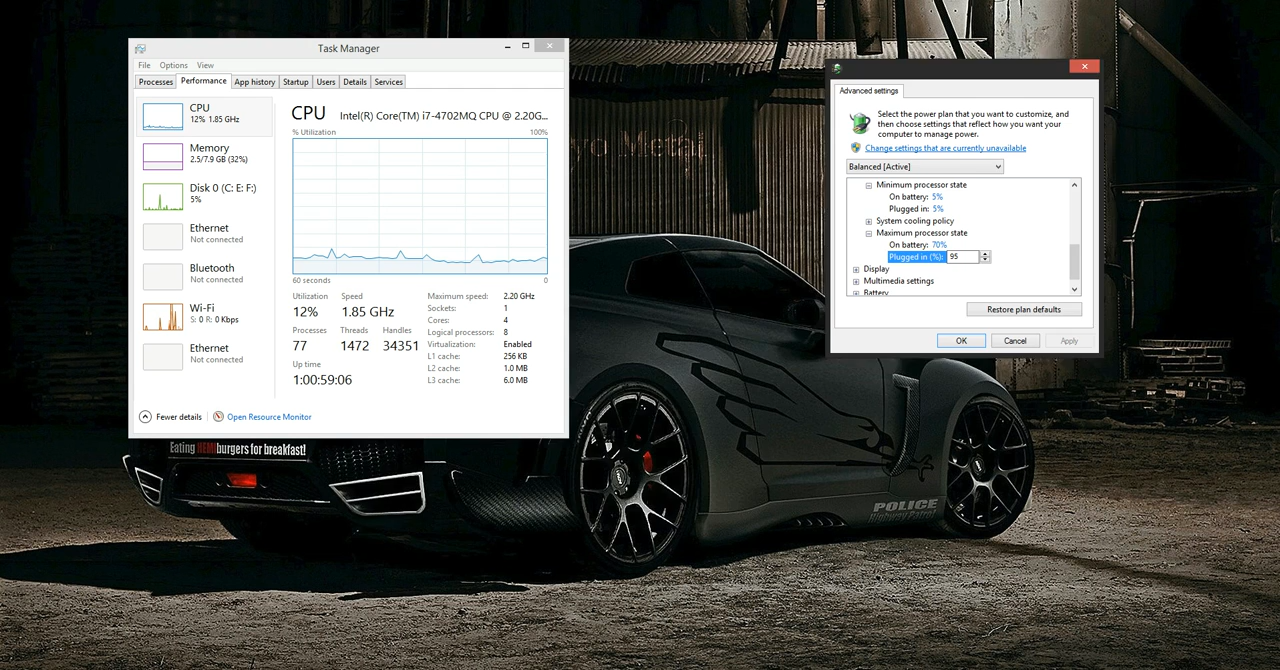 Task Manager
File Options View
Processes Performance App history Startup Users Details Services
CPU
12% 1.85 GHz
Memory
2.5/7.9 GB (32%)
Disk 0 (C: E: F:)
5%
Ethernet
Not connected
Bluetooth
Not connected
Wi-Fi
S: 0 R: 0 Kbps
Ethernet
Not connected
CPU Intel(R) Core(TM) i7-4702MQ CPU @ 2.20G...
% Utilization 100%
60 seconds 0
Utilization Speed
12% 1.85 GHz
Processes Threads Handles
77 1472 34351
Up time
1:00:59:06
Maximum speed: 2.20 GHz
Sockets: 1
Cores: 4
Logical processors: 8
Virtualization: Enabled
L1 cache: 256 KB
L2 cache: 1.0 MB
L3 cache: 6.0 MB
Fewer details Open Resource Monitor
Advanced settings
Select the power plan that you want to customize, and
then choose settings that reflect how you want your
computer to manage power.
Change settings that are currently unavailable
Balanced [Active]
Minimum processor state
On battery: 5%
Plugged in: 5%
System cooling policy
Maximum processor state
On battery: 70%
Plugged in (%): 95
Display
Multimedia settings
Battery
Restore plan defaults
OK Cancel Apply
Metal
Eating HEMI burgers for breakfast!
POLICE
Highway Patrol